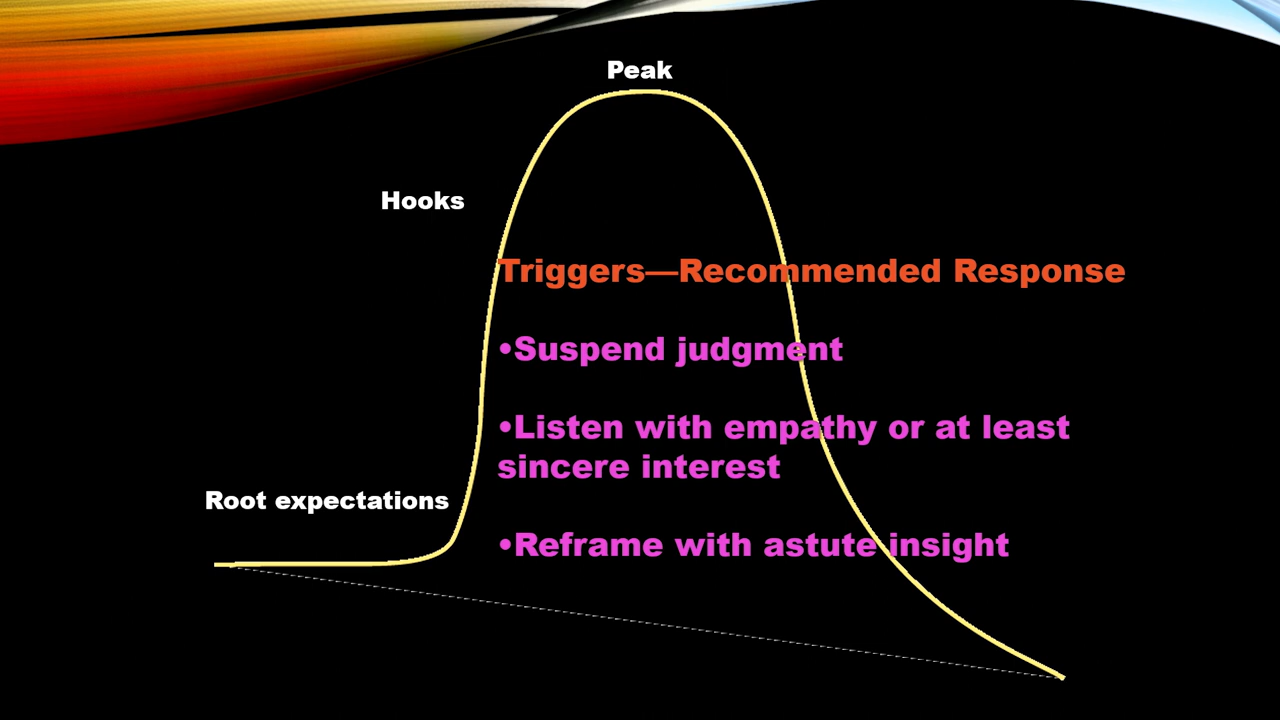 Peak
Hooks
Triggers—Recommended Response
•Suspend judgment
•Listen with empathy or at least
sincere interest
Root expectations
•Reframe with astute insight